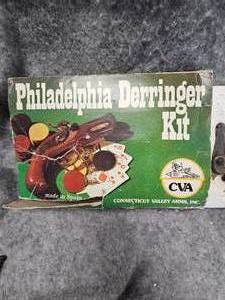 Philadelphia Derringer
Kit
Made in Spain
CVA
CONNECTICUT VALLEY ARMS, INC.